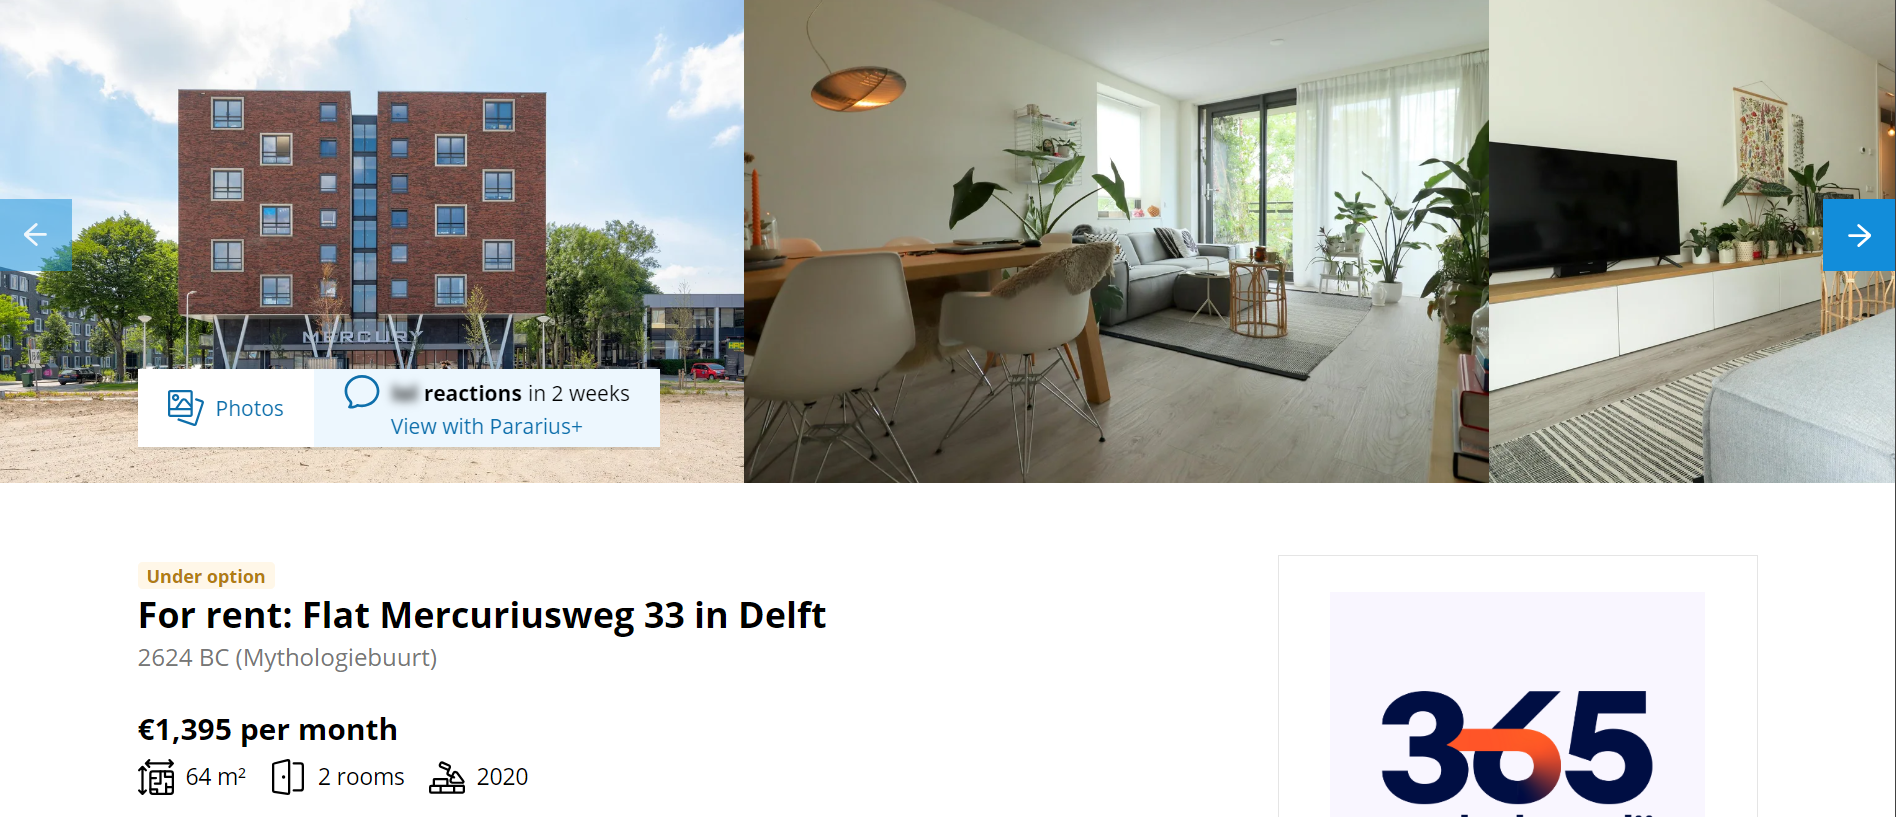 MERCURY
Photos
reactions in 2 weeks
View with Pararius+
Under option
For rent: Flat Mercuriusweg 33 in Delft
2624 BC (Mythologiebuurt)
€1,395 per month
64 m² 2 rooms 2020
365